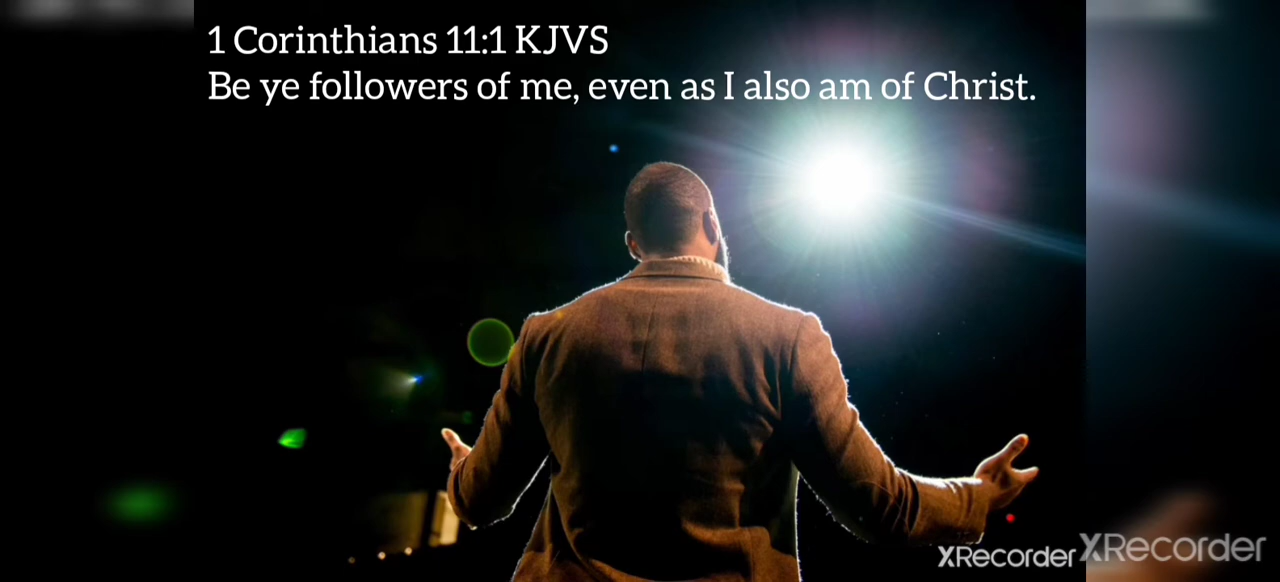 1 Corinthians 11:1 KJVS
Be ye followers of me, even as I also am of Christ.
XRecorder
XRecorder